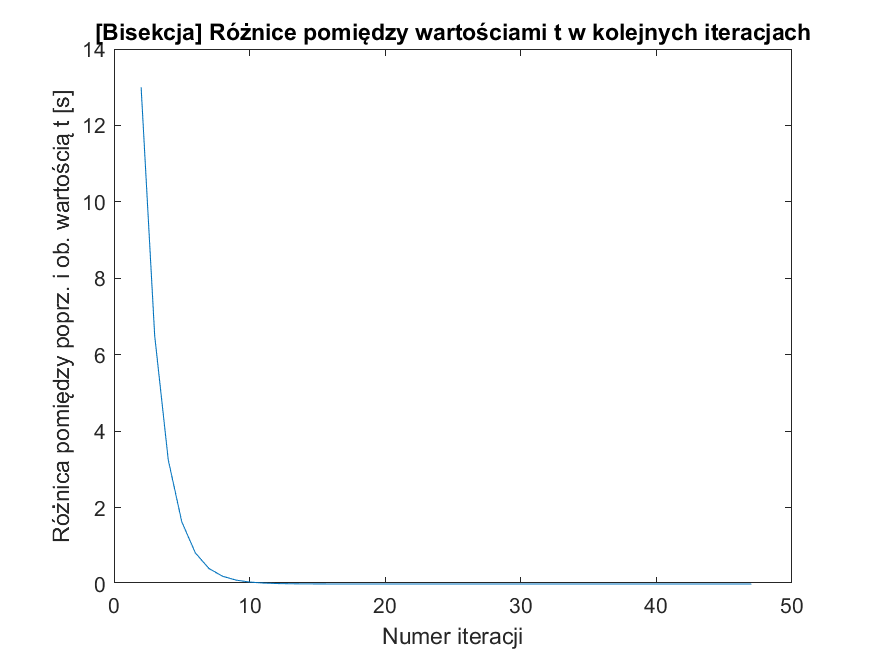 [Bisekcja] Różnice pomiędzy wartościami t w kolejnych iteracjach
Różnica pomiędzy poprz. i ob. wartością t [s]
14
12
10
8
6
4
2
0
0 10 20 30 40 50
Numer iteracji